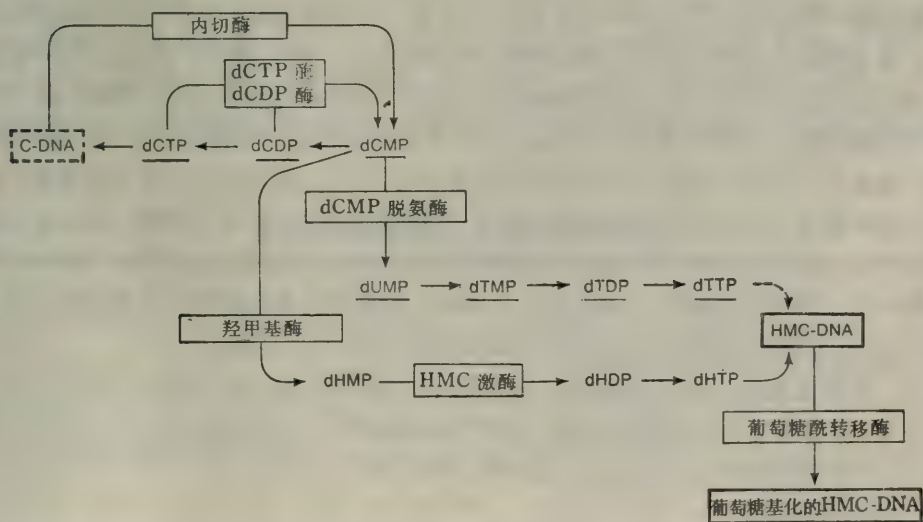 内切酶
dCTP 酶
dCDP 酶
C-DNA dCTP dCDP dCMP
dCMP 脱氨酶
dUMP dTMP dTDP dTTP
羟甲基酶
HMC-DNA
dHMP HMC 激酶 dHDP dHTP
葡萄糖酰转移酶
葡萄糖基化的HMC-DNA